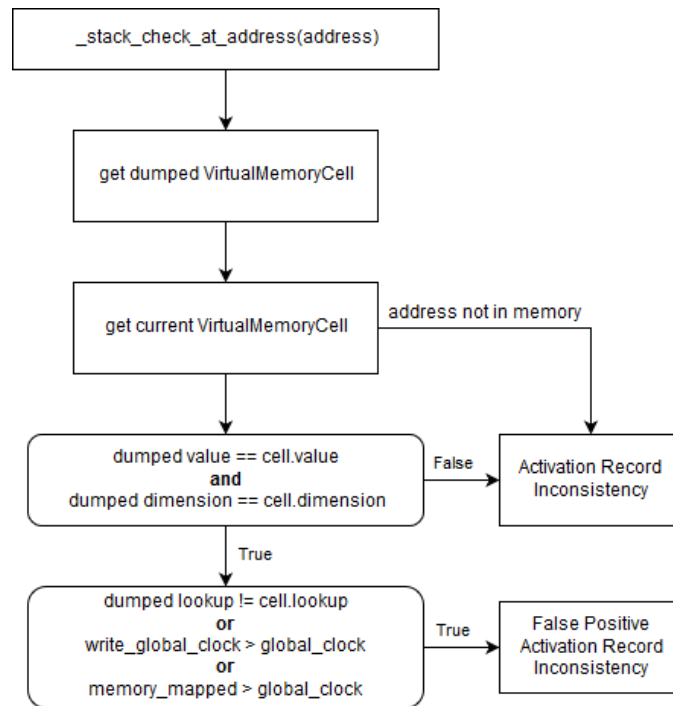 _stack_check_at_address(address)
get dumped VirtualMemoryCell
get current VirtualMemoryCell
address not in memory
dumped value == cell.value
and
dumped dimension == cell.dimension
False
Activation Record
Inconsistency
True
dumped lookup != cell.lookup
or
write_global_clock > global_clock
or
memory_mapped > global_clock
True
False Positive
Activation Record
Inconsistency